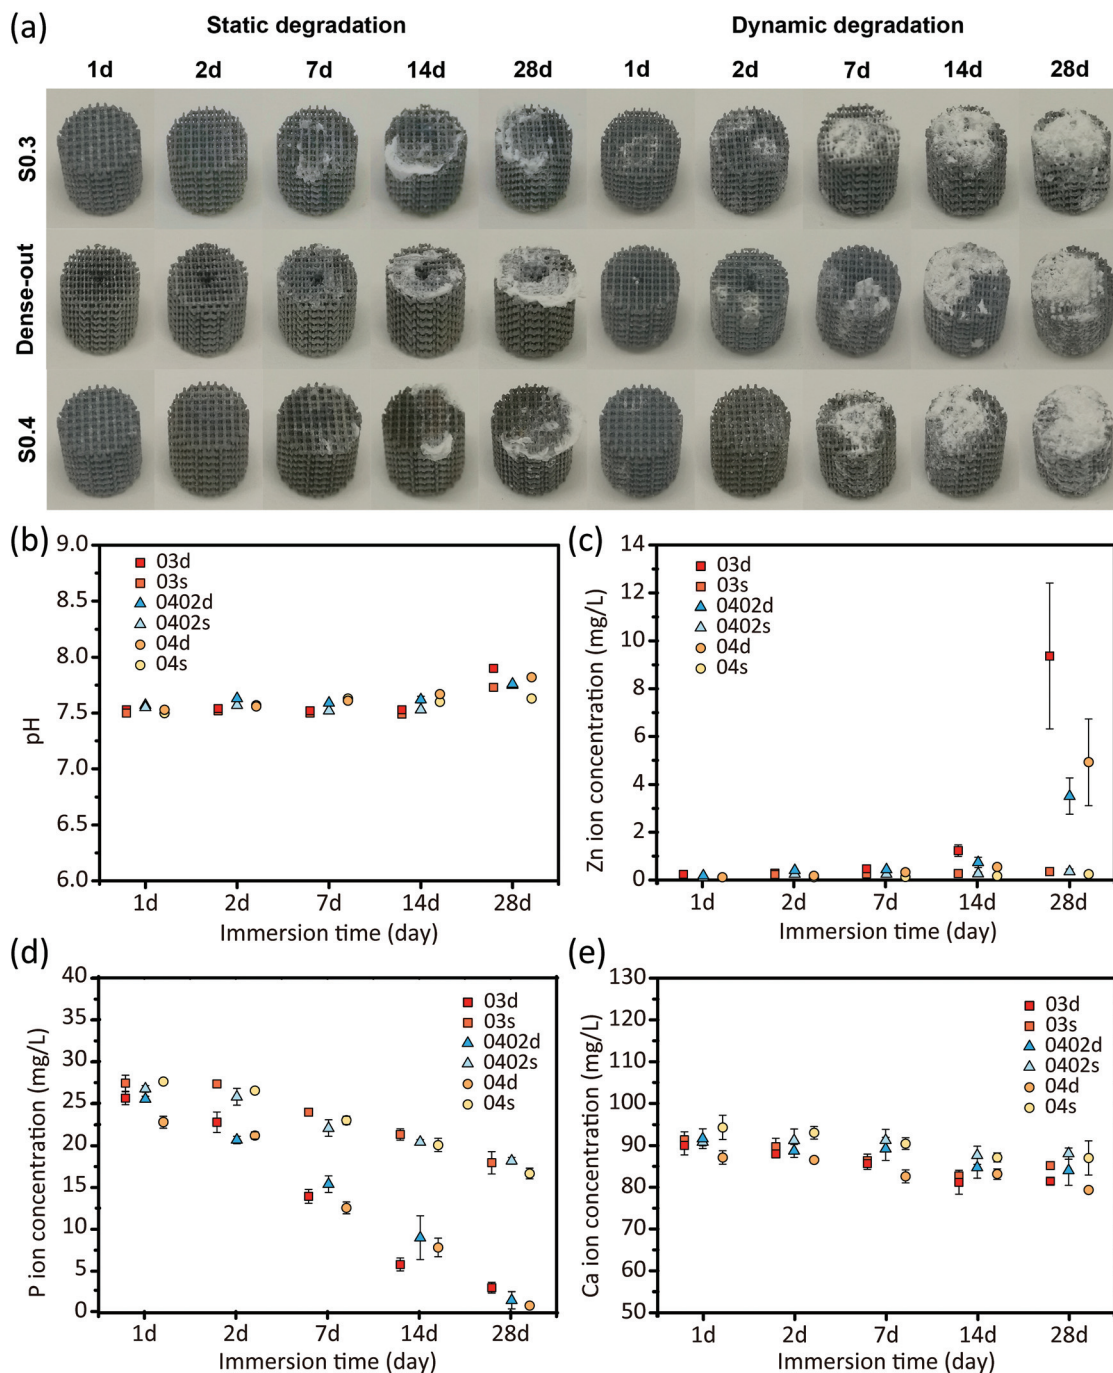 (a)
Static degradation Dynamic degradation
1d 2d 7d 14d 28d 1d 2d 7d 14d 28d
S0.3
Dense-out
S0.4
(b)
9.0
8.5
8.0
7.5
7.0
6.5
6.0
pH
03d
03s
0402d
0402s
04d
04s
1d 2d 7d 14d 28d
Immersion time (day)
(c)
14
12
10
8
6
4
2
0
Zn ion concentration (mg/L)
03d
03s
0402d
0402s
04d
04s
1d 2d 7d 14d 28d
Immersion time (day)
(d)
40
35
30
25
20
15
10
5
0
P ion concentration (mg/L)
03d
03s
0402d
0402s
04d
04s
1d 2d 7d 14d 28d
Immersion time (day)
(e)
130
120
110
100
90
80
70
60
50
Ca ion concentration (mg/L)
03d
03s
0402d
0402s
04d
04s
1d 2d 7d 14d 28d
Immersion time (day)